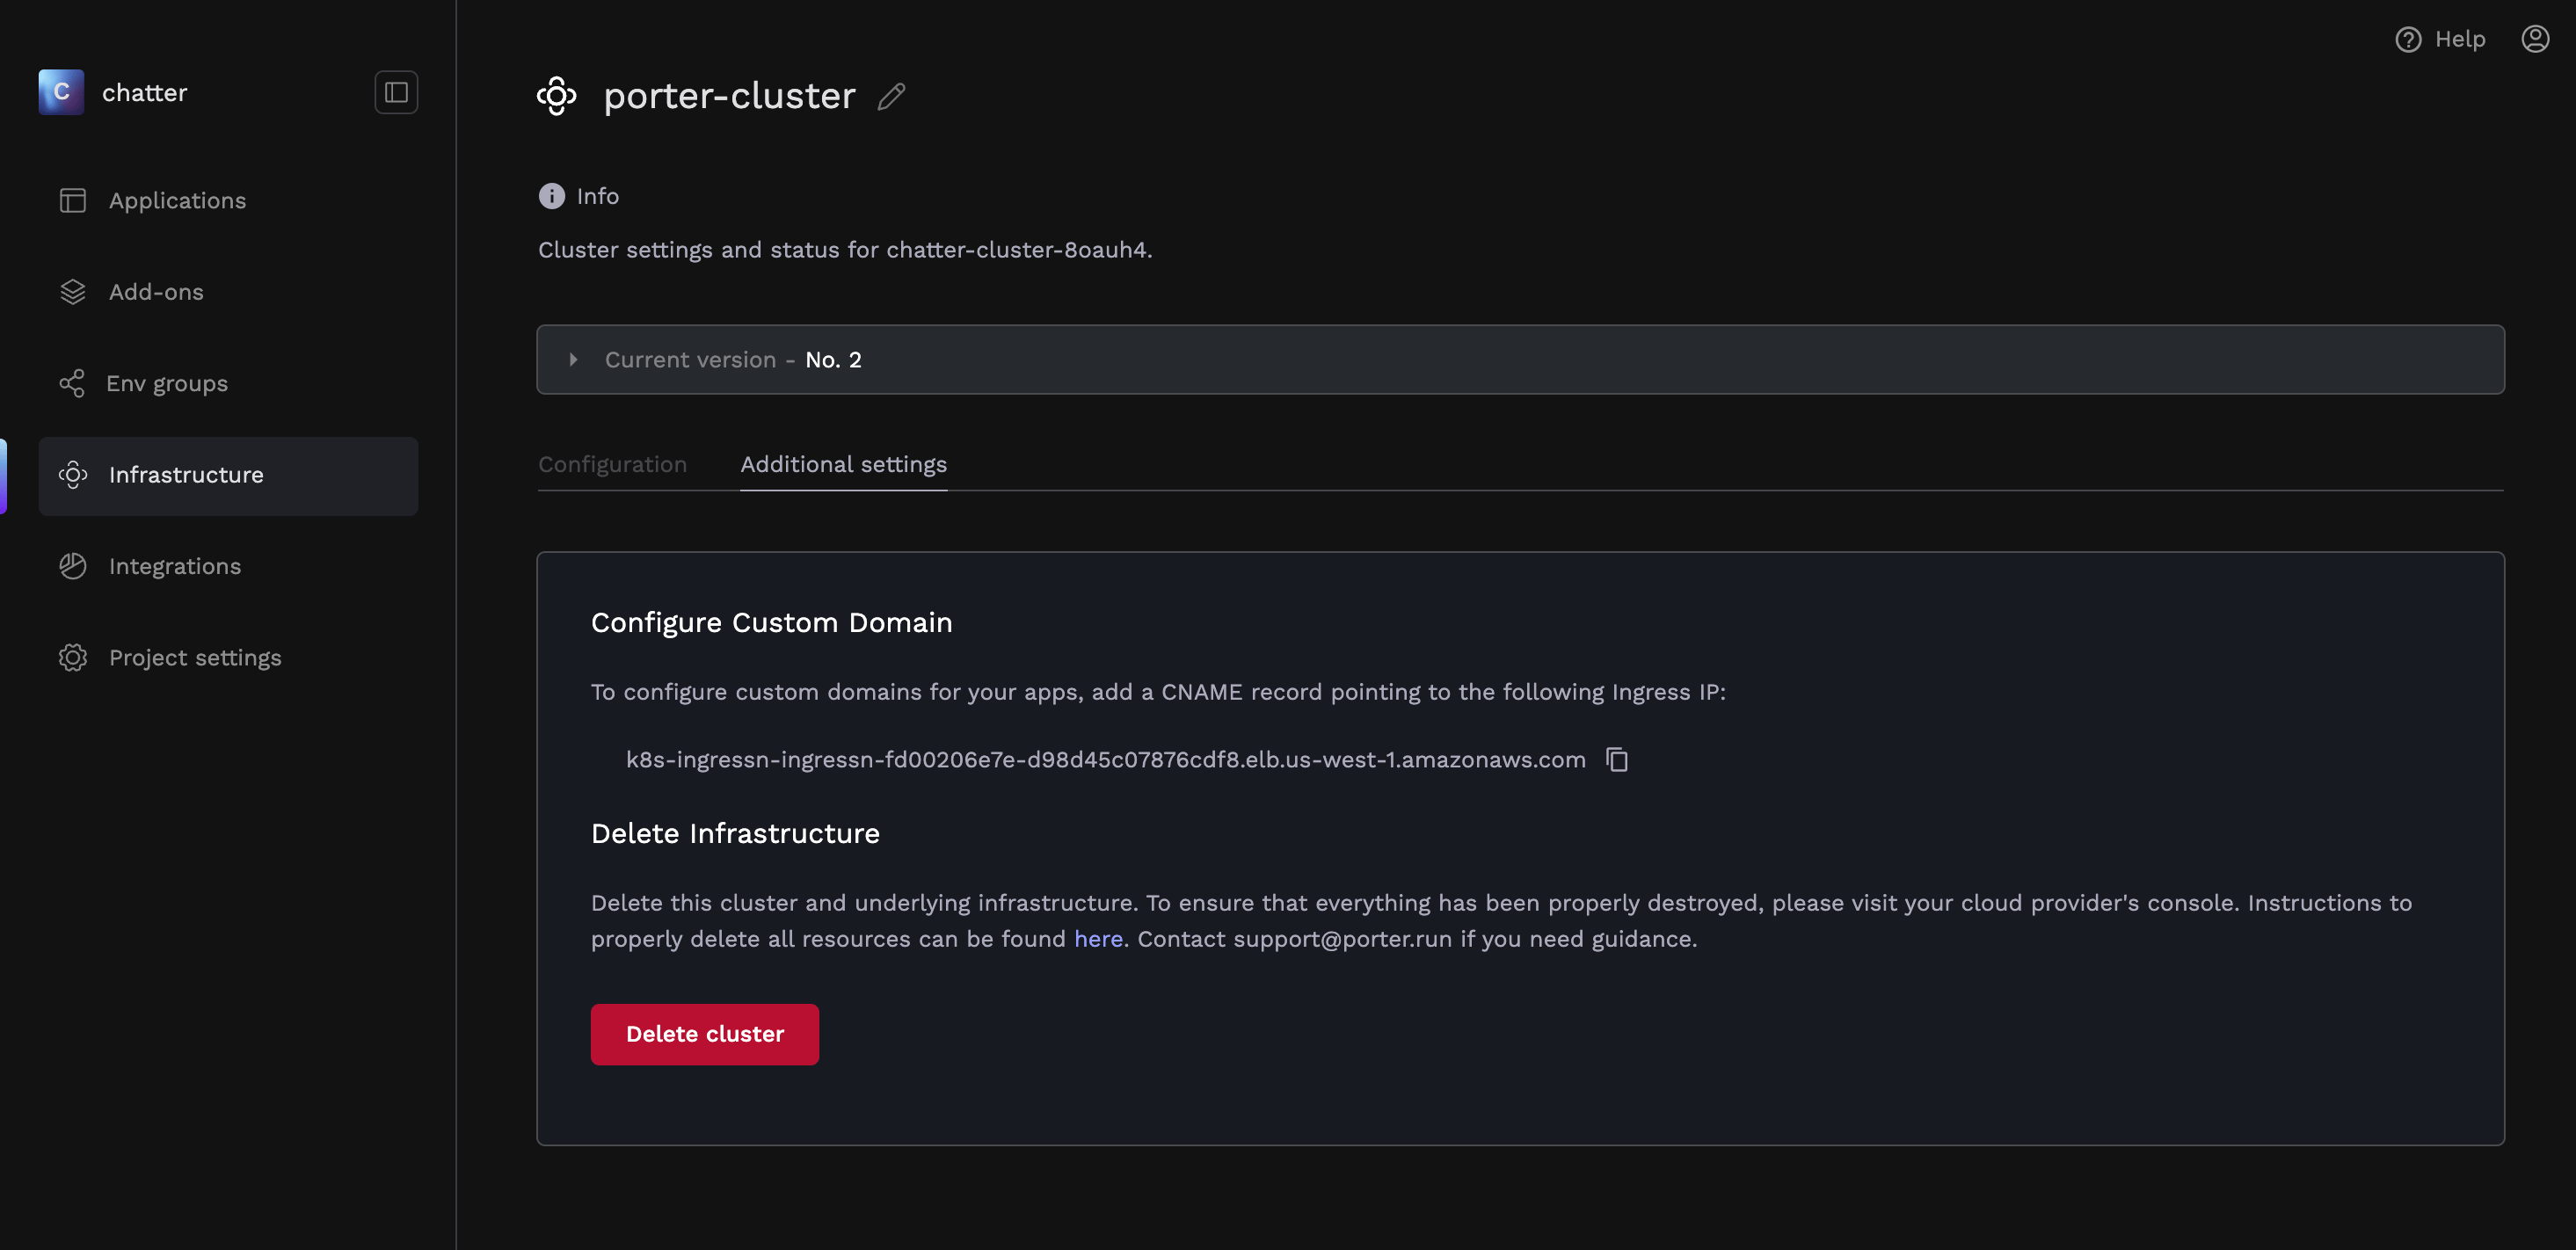 Help
C
chatter
Applications
Add-ons
Env groups
Infrastructure
Integrations
Project settings
porter-cluster
Info
Cluster settings and status for chatter-cluster-8oauh4.
Current version - No. 2
Configuration
Additional settings
Configure Custom Domain
To configure custom domains for your apps, add a CNAME record pointing to the following Ingress IP:
k8s-ingressn-ingressn-fd00206e7e-d98d45c07876cdf8.elb.us-west-1.amazonaws.com
Delete Infrastructure
Delete this cluster and underlying infrastructure. To ensure that everything has been properly destroyed, please visit your cloud provider's console. Instructions to
properly delete all resources can be found here. Contact support@porter.run if you need guidance.
Delete cluster